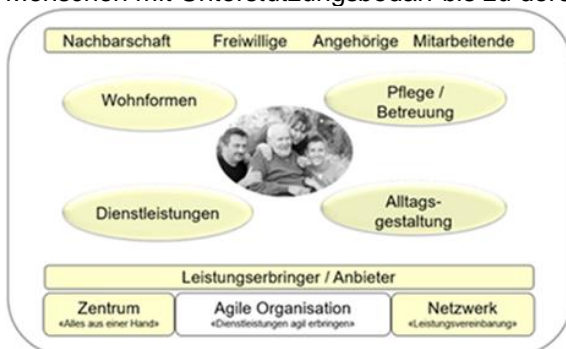 Nachbarschaft Freiwillige Angehörige Mitarbeitende
Wohnformen
Pflege /
Betreuung
Dienstleistungen
Alltags-
gestaltung
Leistungserbringer / Anbieter
Zentrum Agile Organisation Netzwerk
«Alles aus einer Hand» «Dienstleistungen agil erbringen» «Leistungsvereinbarung»